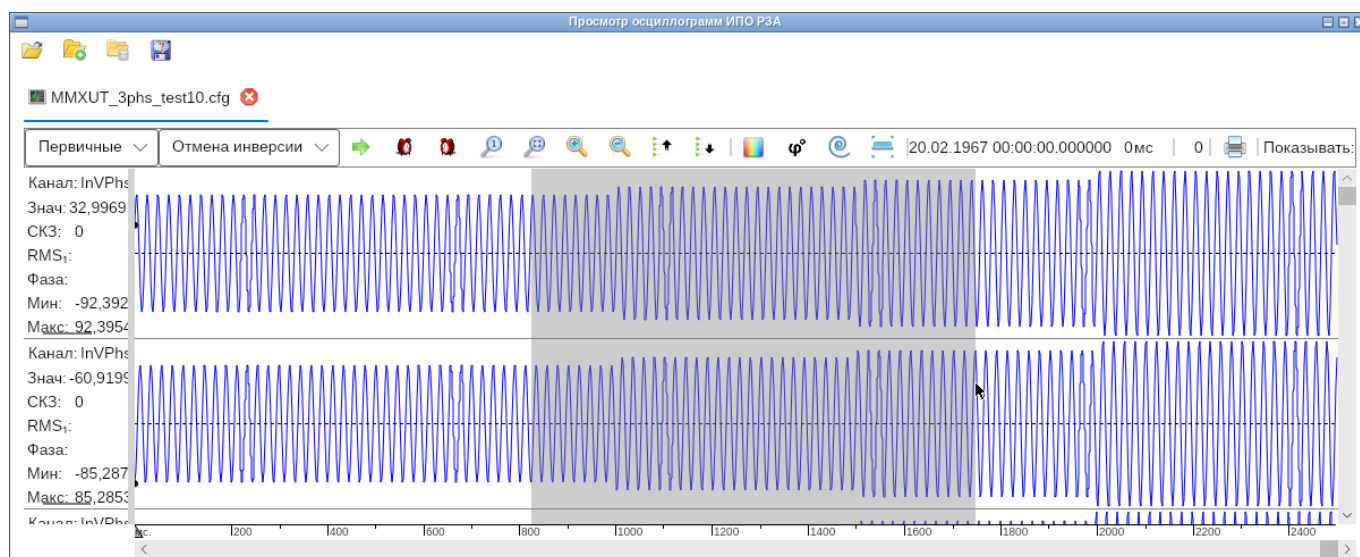 Просмотр осциллограмм ИПО РЗА
MMXUT_3phs_test10.cfg
Первичные Отмена инверсии φ° 20.02.1967 00:00:00.000000 0мс 0 Показывать:
Канал: InVPhs
Знач: 32,9969
СКЗ: 0
RMS₁:
Фаза:
Мин: -92,392
Макс: 92,3954
Канал: InVPhs
Знач: -60,9199
СКЗ: 0
RMS₁:
Фаза:
Мин: -85,287
Макс: 85,2853
Канал: InVPhs
200 400 600 800 1000 1200 1400 1600 1800 2000 2200 2400